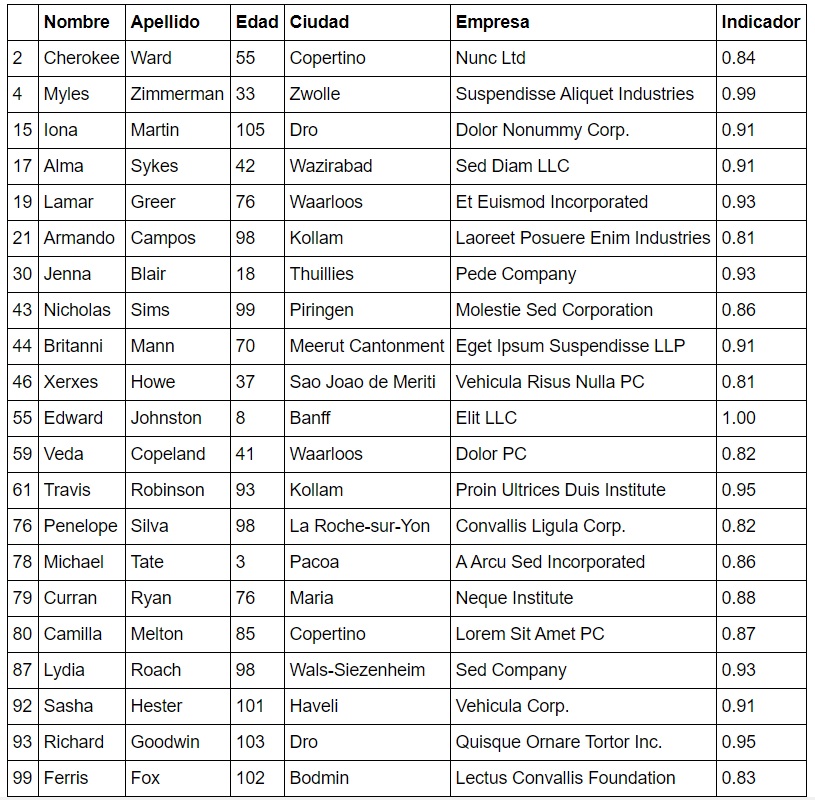 Nombre Apellido Edad Ciudad Empresa Indicador
2 Cherokee Ward 55 Copertino Nunc Ltd 0.84
4 Myles Zimmerman 33 Zwolle Suspendisse Aliquet Industries 0.99
15 Iona Martin 105 Dro Dolor Nonummy Corp. 0.91
17 Alma Sykes 42 Wazirabad Sed Diam LLC 0.91
19 Lamar Greer 76 Waarloos Et Euismod Incorporated 0.93
21 Armando Campos 98 Kollam Laoreet Posuere Enim Industries 0.81
30 Jenna Blair 18 Thuillies Pede Company 0.93
43 Nicholas Sims 99 Piringen Molestie Sed Corporation 0.86
44 Britanni Mann 70 Meerut Cantonment Eget Ipsum Suspendisse LLP 0.91
46 Xerxes Howe 37 Sao Joao de Meriti Vehicula Risus Nulla PC 0.81
55 Edward Johnston 8 Banff Elit LLC 1.00
59 Veda Copeland 41 Waarloos Dolor PC 0.82
61 Travis Robinson 93 Kollam Proin Ultrices Duis Institute 0.95
76 Penelope Silva 98 La Roche-sur-Yon Convallis Ligula Corp. 0.82
78 Michael Tate 3 Pacoa A Arcu Sed Incorporated 0.86
79 Curran Ryan 76 Maria Neque Institute 0.88
80 Camilla Melton 85 Copertino Lorem Sit Amet PC 0.87
87 Lydia Roach 98 Wals-Siezenheim Sed Company 0.93
92 Sasha Hester 101 Haveli Vehicula Corp. 0.91
93 Richard Goodwin 103 Dro Quisque Ornare Tortor Inc. 0.95
99 Ferris Fox 102 Bodmin Lectus Convallis Foundation 0.83